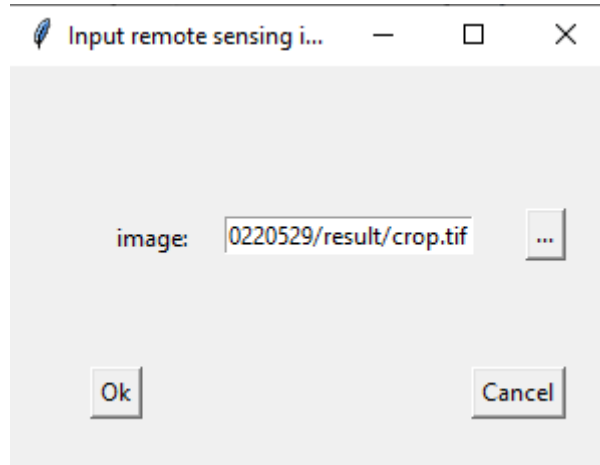 Input remote sensing i...
image: 0220529/result/crop.tif ...
Ok Cancel